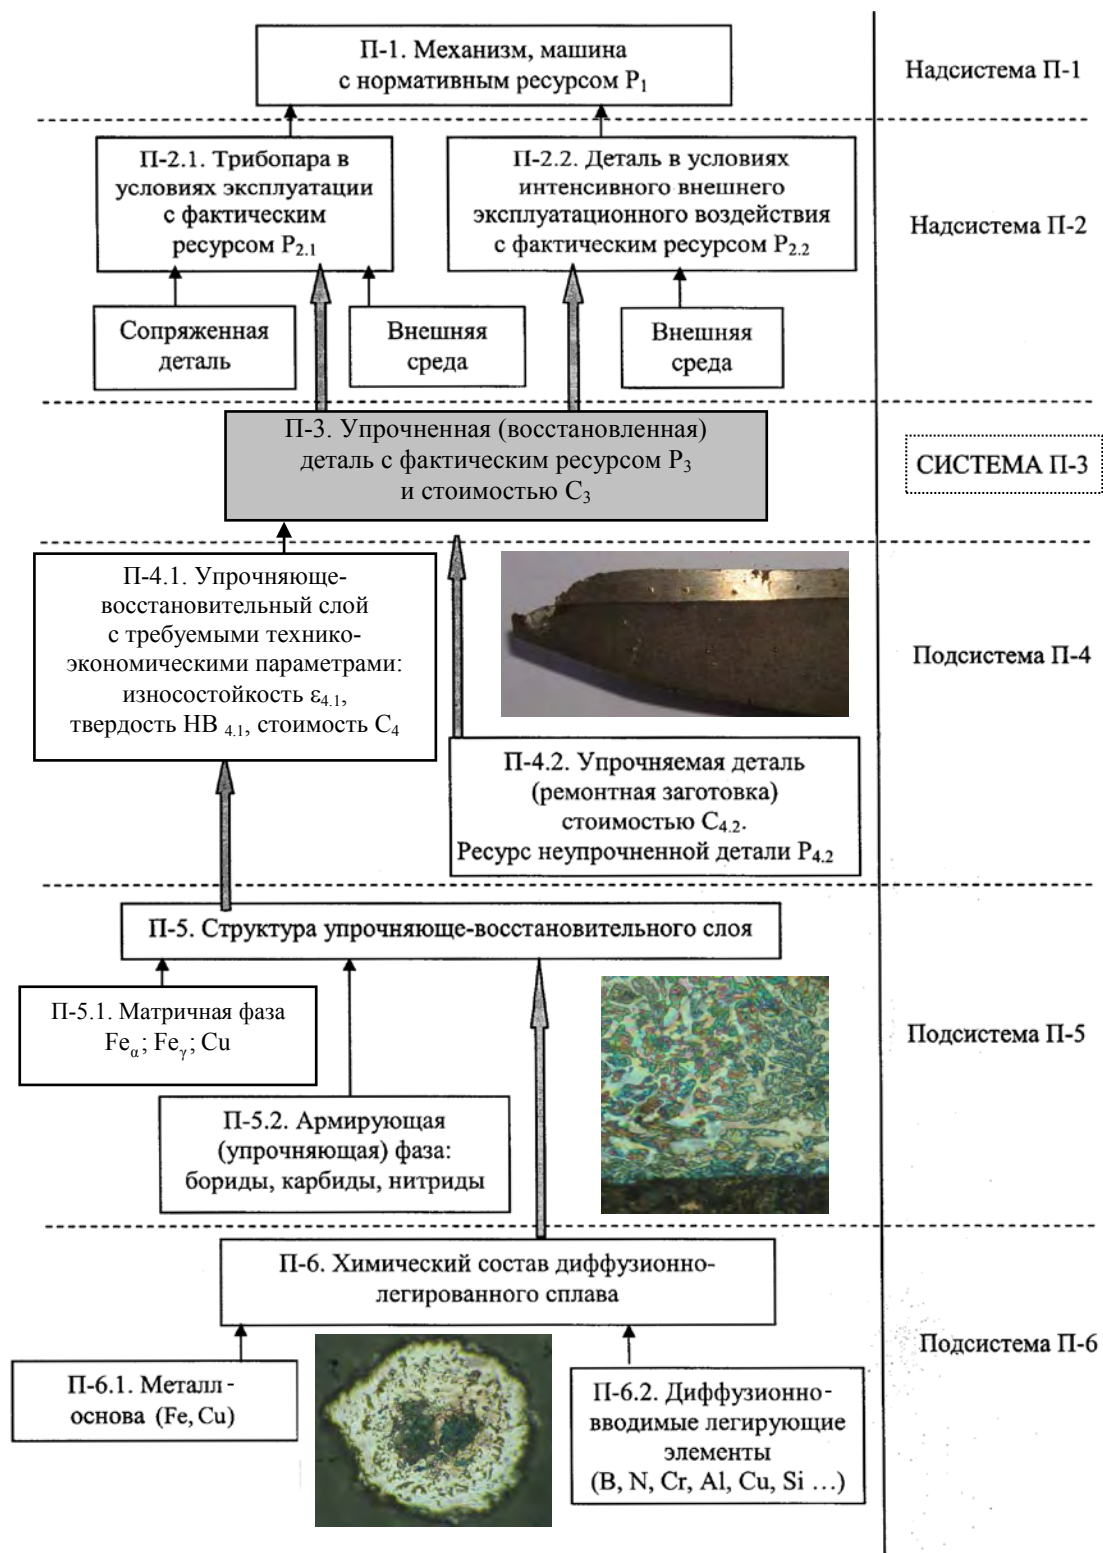 П-1. Механизм, машина
с нормативным ресурсом Р₁
Надсистема П-1
П-2.1. Трибопара в
условиях эксплуатации
с фактическим
ресурсом Р₂.₁
П-2.2. Деталь в условиях
интенсивного внешнего
эксплуатационного воздействия
с фактическим ресурсом Р₂.₂
Надсистема П-2
Сопряженная
деталь
Внешняя
среда
Внешняя
среда
П-3. Упрочненная (восстановленная)
деталь с фактическим ресурсом Р₃
и стоимостью С₃
СИСТЕМА П-3
П-4.1. Упрочняюще-
восстановительный слой
с требуемыми технико-
экономическими параметрами:
износостойкость ε₄.₁,
твердость НВ ₄.₁, стоимость С₄
Подсистема П-4
П-4.2. Упрочняемая деталь
(ремонтная заготовка)
стоимостью С₄.₂.
Ресурс неупрочненной детали Р₄.₂
П-5. Структура упрочняюще-восстановительного слоя
П-5.1. Матричная фаза
Feα; Feγ; Cu
Подсистема П-5
П-5.2. Армирующая
(упрочняющая) фаза:
бориды, карбиды, нитриды
П-6. Химический состав диффузионно-
легированного сплава
Подсистема П-6
П-6.1. Металл-
основа (Fe, Cu)
П-6.2. Диффузионно-
вводимые легирующие
элементы
(B, N, Cr, Al, Cu, Si ...)